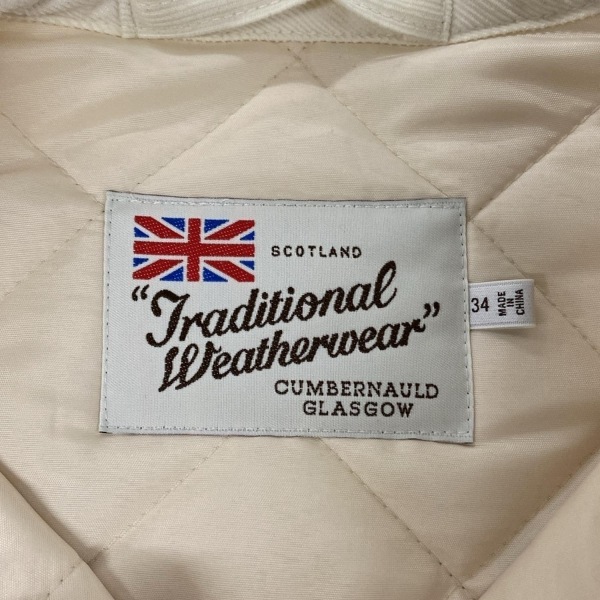 SCOTLAND
"Traditional
Weatherwear"
CUMBERNAULD
GLASGOW
34
MADE
IN
CHINA